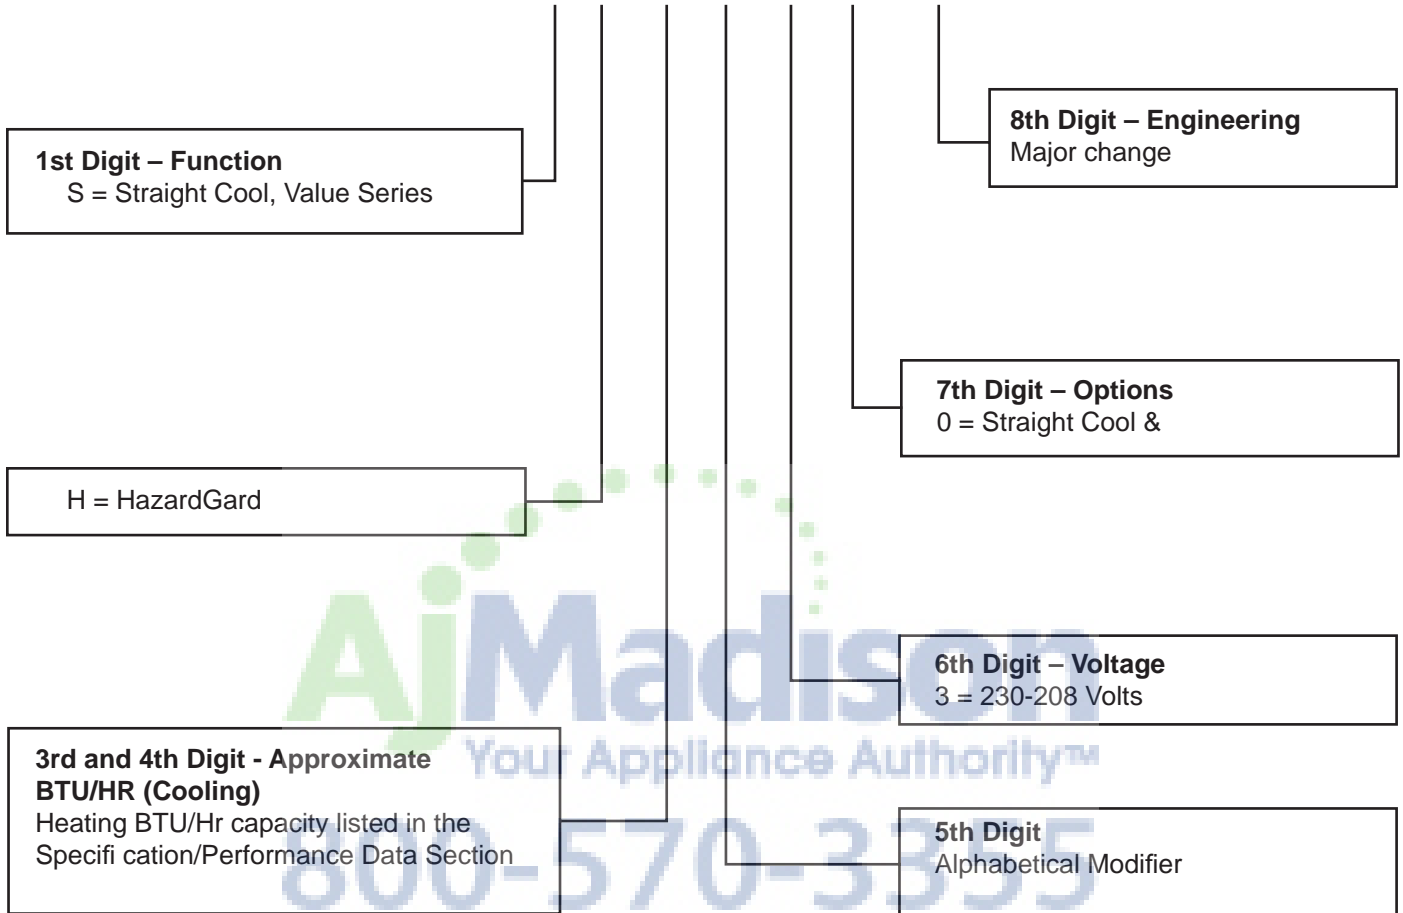 1st Digit – Function
S = Straight Cool, Value Series
8th Digit – Engineering
Major change
7th Digit – Options
0 = Straight Cool &
H = HazardGard
6th Digit – Voltage
3 = 230-208 Volts
3rd and 4th Digit - Approximate
BTU/HR (Cooling)
Heating BTU/Hr capacity listed in the
Specifi cation/Performance Data Section
5th Digit
Alphabetical Modifier
AjMadison
Your Appliance Authority™
800-570-3355